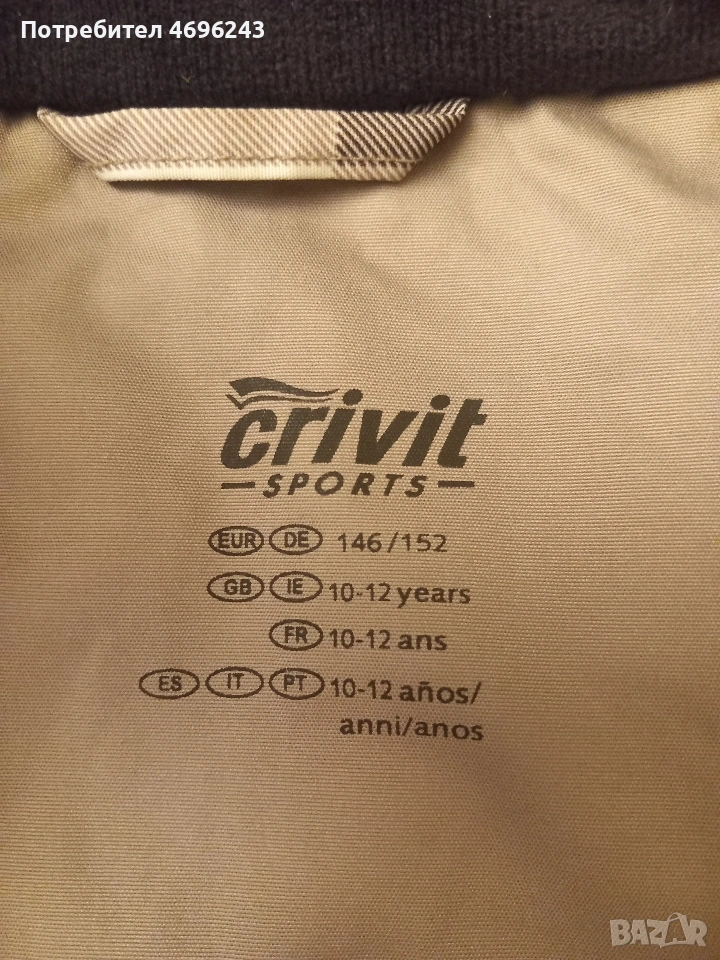 Потребител 4696243
crivit
SPORTS
EUR DE 146/152
GB IE 10-12 years
FR 10-12 ans
ES IT PT 10-12 años/
anni/anos
BAZAR